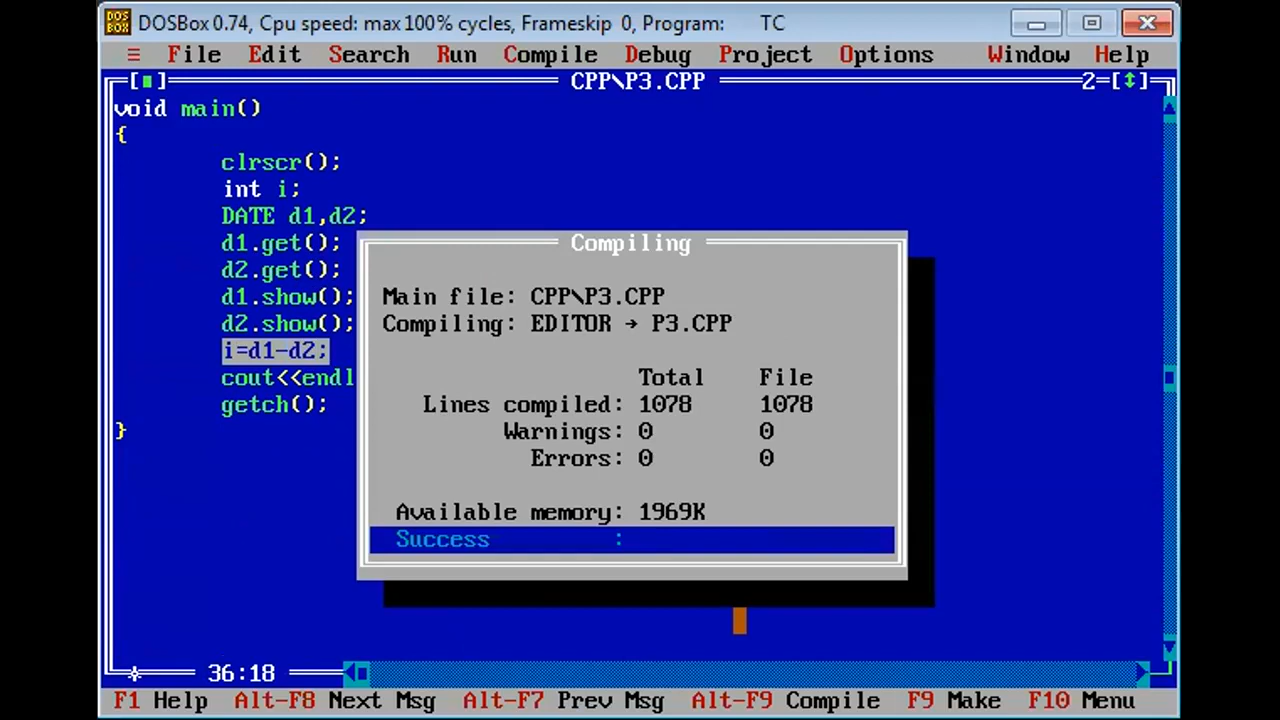 DOSBox 0.74, Cpu speed: max 100% cycles, Frameskip 0, Program: TC
≡ File Edit Search Run Compile Debug Project Options Window Help
CPP\P3.CPP 2
void main()
{
clrscr();
int i;
DATE d1,d2;
d1.get();
d2.get();
d1.show();
d2.show();
i=d1-d2;
cout<<endl
getch();
}
Compiling
Main file: CPP\P3.CPP
Compiling: EDITOR → P3.CPP
Total File
Lines compiled: 1078 1078
Warnings: 0 0
Errors: 0 0
Available memory: 1969K
Success :
36:18
F1 Help Alt-F8 Next Msg Alt-F7 Prev Msg Alt-F9 Compile F9 Make F10 Menu